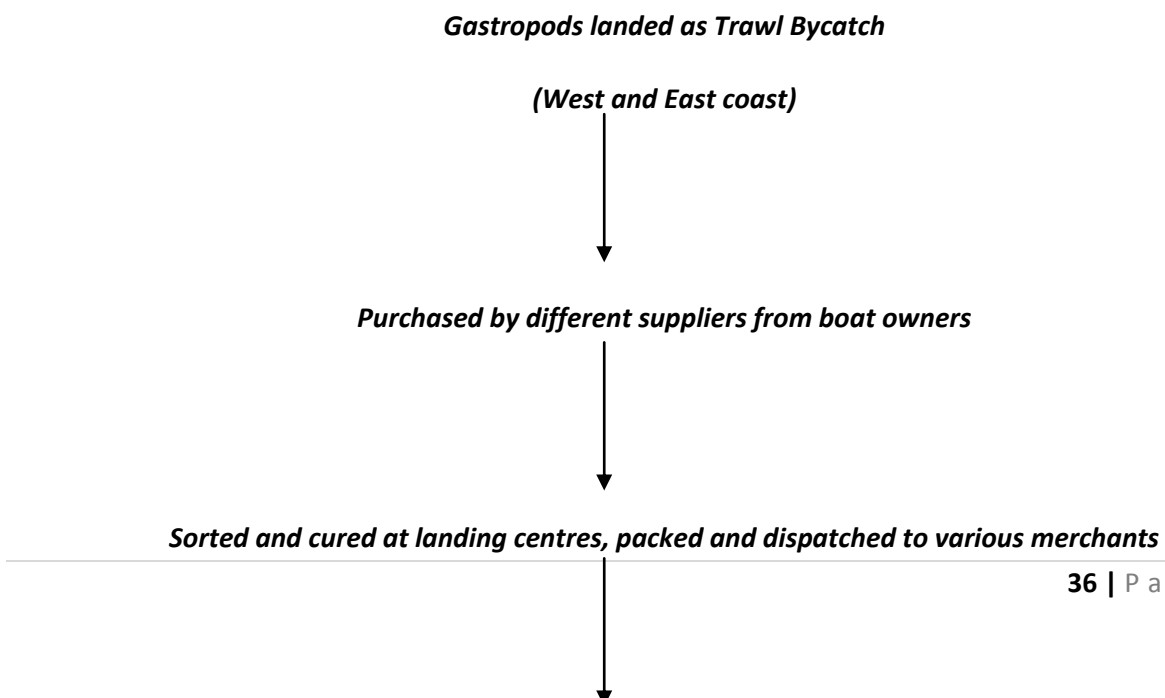 Gastropods landed as Trawl Bycatch
(West and East coast)
Purchased by different suppliers from boat owners
Sorted and cured at landing centres, packed and dispatched to various merchants
36 | P a